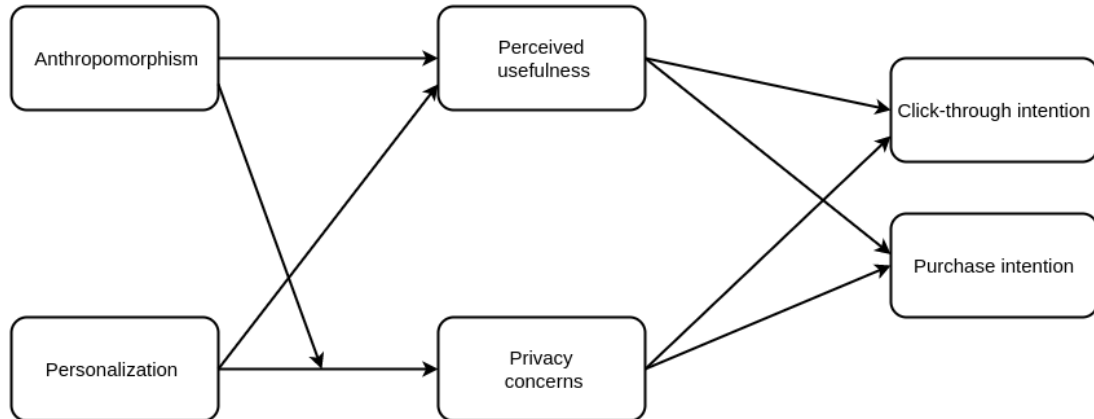 Anthropomorphism
Perceived
usefulness
Click-through intention
Purchase intention
Personalization
Privacy
concerns